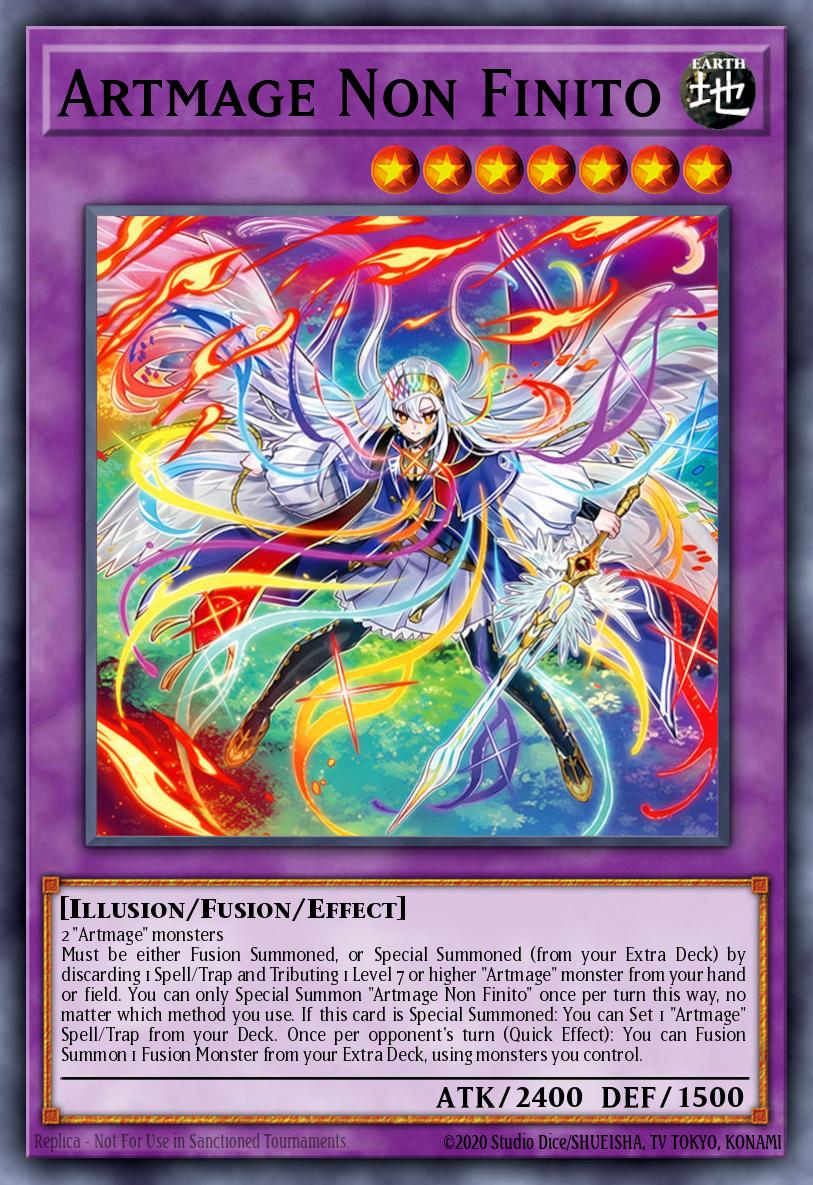 Artmage Non Finito
EARTH
地
[Illusion/Fusion/Effect]
2 "Artmage" monsters
Must be either Fusion Summoned, or Special Summoned (from your Extra Deck) by
discarding 1 Spell/Trap and Tributing 1 Level 7 or higher "Artmage" monster from your hand
or field. You can only Special Summon "Artmage Non Finito" once per turn this way, no
matter which method you use. If this card is Special Summoned: You can Set 1 "Artmage"
Spell/Trap from your Deck. Once per opponent's turn (Quick Effect): You can Fusion
Summon 1 Fusion Monster from your Extra Deck, using monsters you control.
ATK/2400 DEF/1500
Replica - Not For Use in Sanctioned Tournaments.
©2020 Studio Dice/SHUEISHA, TV TOKYO, KONAMI